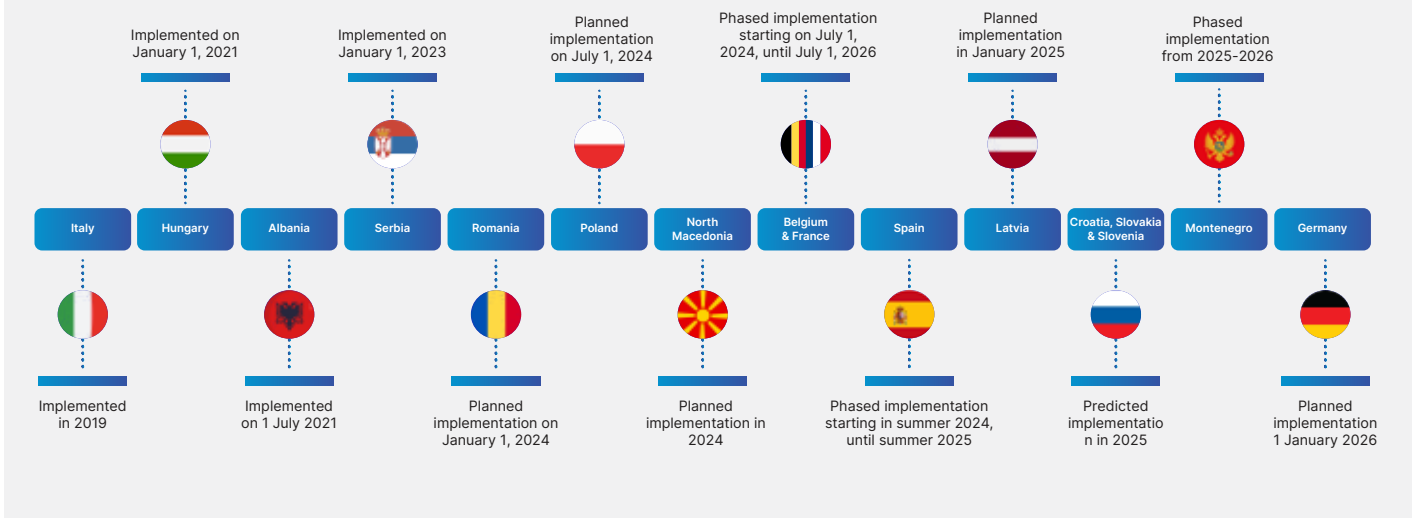 Implemented on
January 1, 2021
Implemented on
January 1, 2023
Planned
implementation
on July 1, 2024
Phased implementation
starting on July 1,
2024, until July 1, 2026
Planned
implementation
in January 2025
Phased
implementation
from 2025-2026
Italy
Hungary
Albania
Serbia
Romania
Poland
North
Macedonia
Belgium
& France
Spain
Latvia
Croatia, Slovakia
& Slovenia
Montenegro
Germany
Implemented
in 2019
Implemented
on 1 July 2021
Planned
implementation on
January 1, 2024
Planned
implementation in
2024
Phased implementation
starting in summer 2024,
until summer 2025
Predicted
implementatio
n in 2025
Planned
implementation
1 January 2026